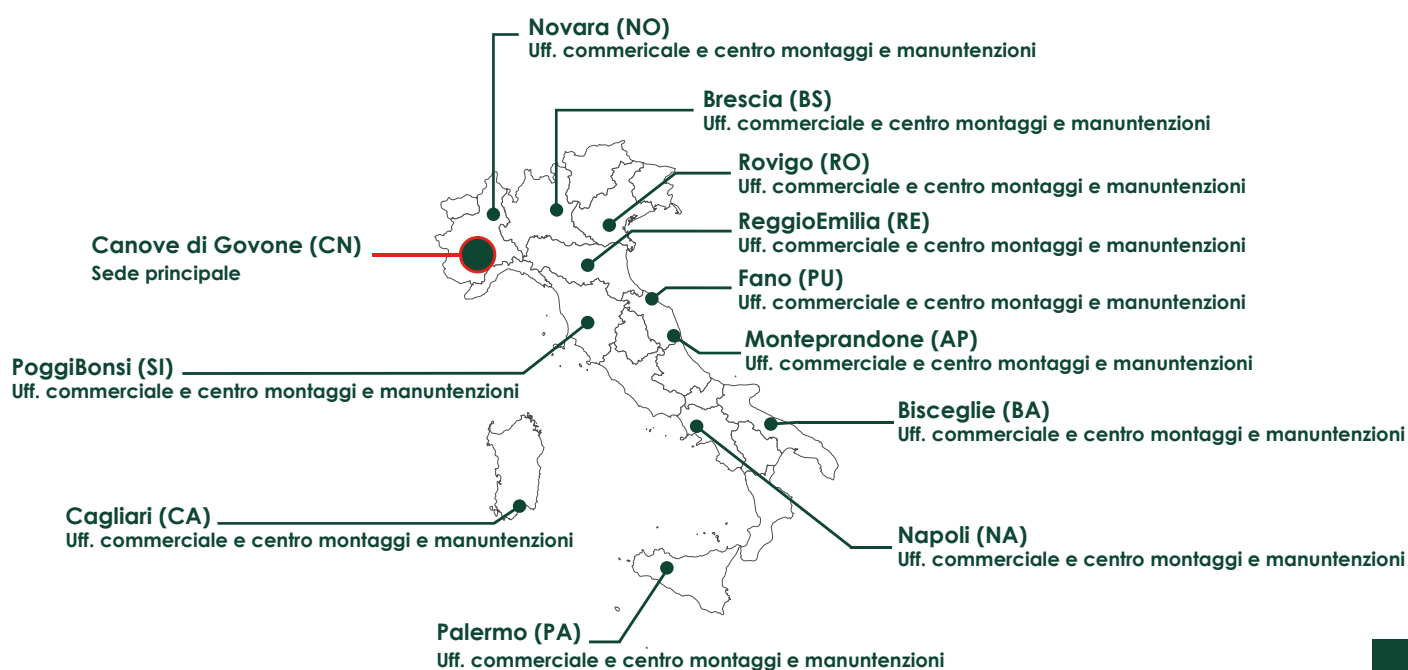 Novara (NO)
Uff. commericale e centro montaggi e manuntenzioni
Brescia (BS)
Uff. commerciale e centro montaggi e manuntenzioni
Rovigo (RO)
Uff. commerciale e centro montaggi e manuntenzioni
ReggioEmilia (RE)
Uff. commerciale e centro montaggi e manuntenzioni
Canove di Govone (CN)
Sede principale
Fano (PU)
Uff. commerciale e centro montaggi e manuntenzioni
Monteprandone (AP)
Uff. commerciale e centro montaggi e manuntenzioni
PoggiBonsi (SI)
Uff. commerciale e centro montaggi e manuntenzioni
Bisceglie (BA)
Uff. commerciale e centro montaggi e manuntenzioni
Cagliari (CA)
Uff. commerciale e centro montaggi e manuntenzioni
Napoli (NA)
Uff. commerciale e centro montaggi e manuntenzioni
Palermo (PA)
Uff. commerciale e centro montaggi e manuntenzioni